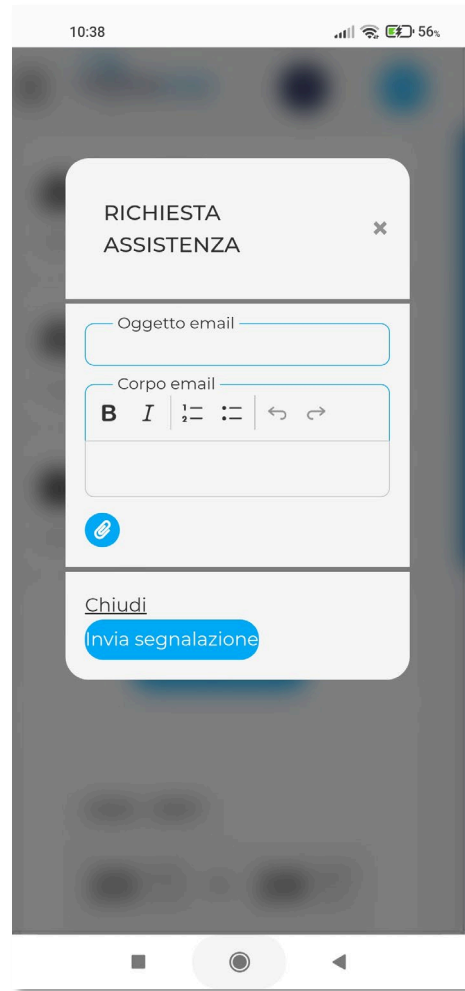 10:38
56%
RICHIESTA
ASSISTENZA
Oggetto email
Corpo email
B I
Chiudi
Invia segnalazione